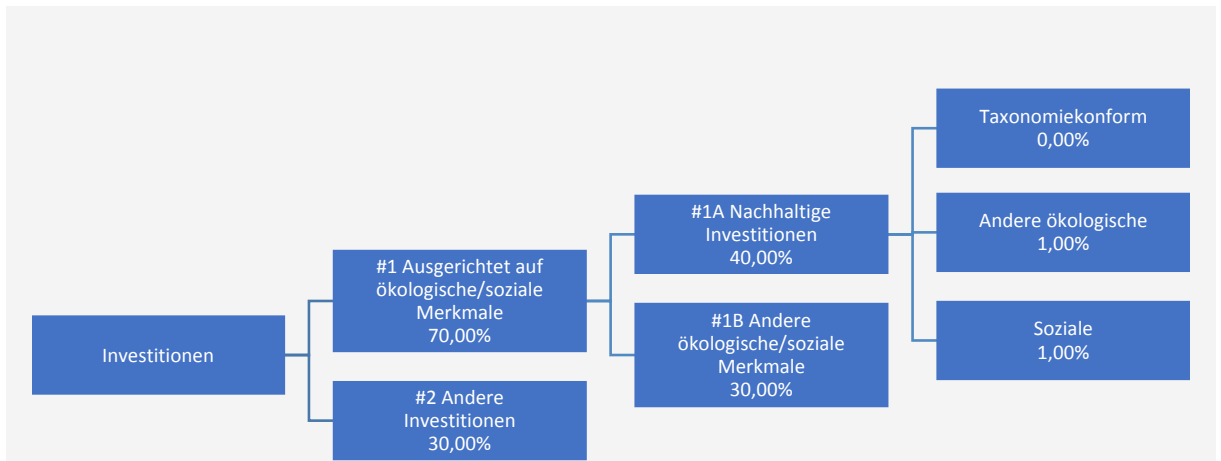 Investitionen
#1 Ausgerichtet auf
ökologische/soziale
Merkmale
70,00%
#2 Andere
Investitionen
30,00%
#1A Nachhaltige
Investitionen
40,00%
#1B Andere
ökologische/soziale
Merkmale
30,00%
Taxonomiekonform
0,00%
Andere ökologische
1,00%
Soziale
1,00%